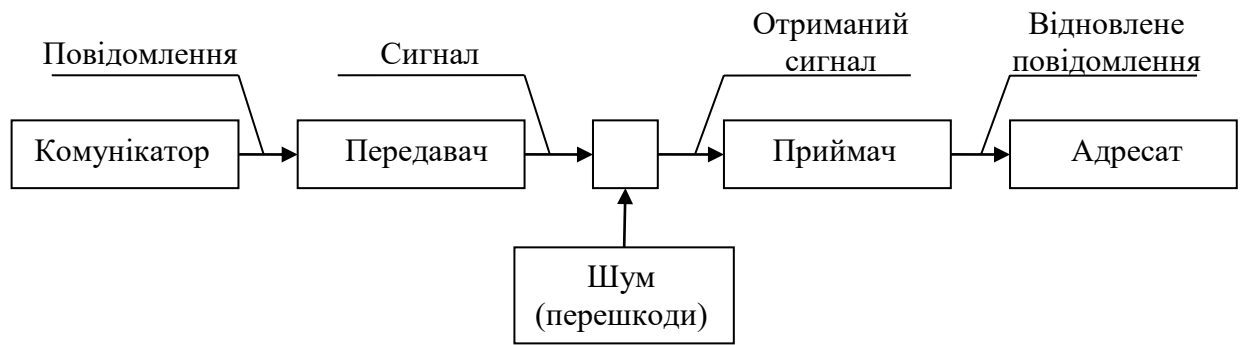 Повідомлення
Сигнал
Отриманий
сигнал
Відновлене
повідомлення
Комунікатор
Передавач
Приймач
Адресат
Шум
(перешкоди)